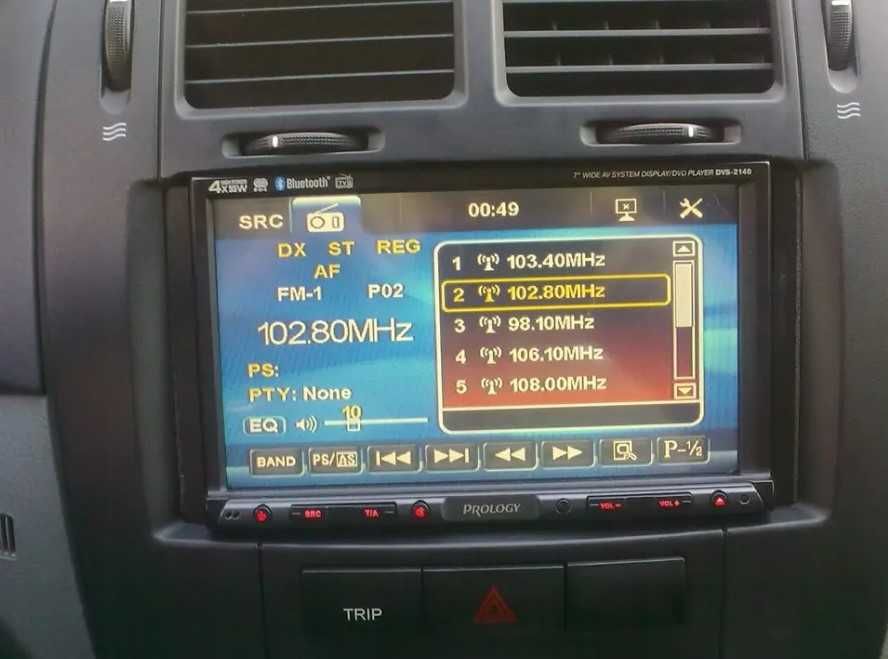 4X55W Bluetooth® 7" WIDE AV SYSTEM DISPLAY/DVD PLAYER DVS-2140
SRC 00:49
DX ST REG
AF
FM-1 P02
102.80MHz
PS:
PTY: None
10
EQ
1 103.40MHz
2 102.80MHz
3 98.10MHz
4 106.10MHz
5 108.00MHz
BAND PS/AS P-½
SRC T/A PROLOGY VOL- VOL+
TRIP